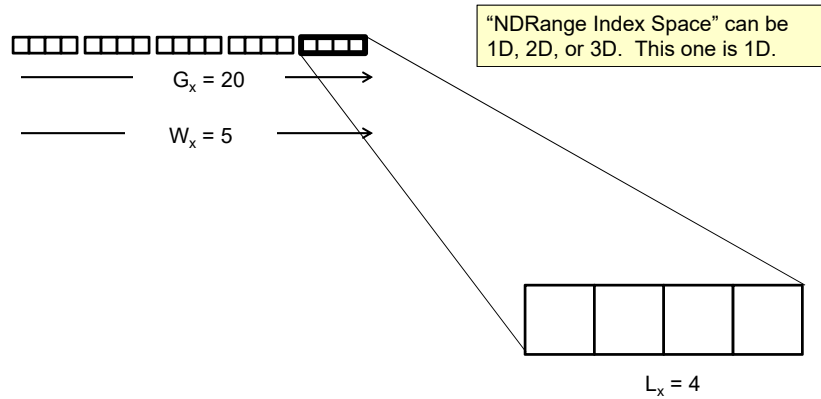 “NDRange Index Space” can be
1D, 2D, or 3D.  This one is 1D.
Gx = 20
Wx = 5
Lx = 4